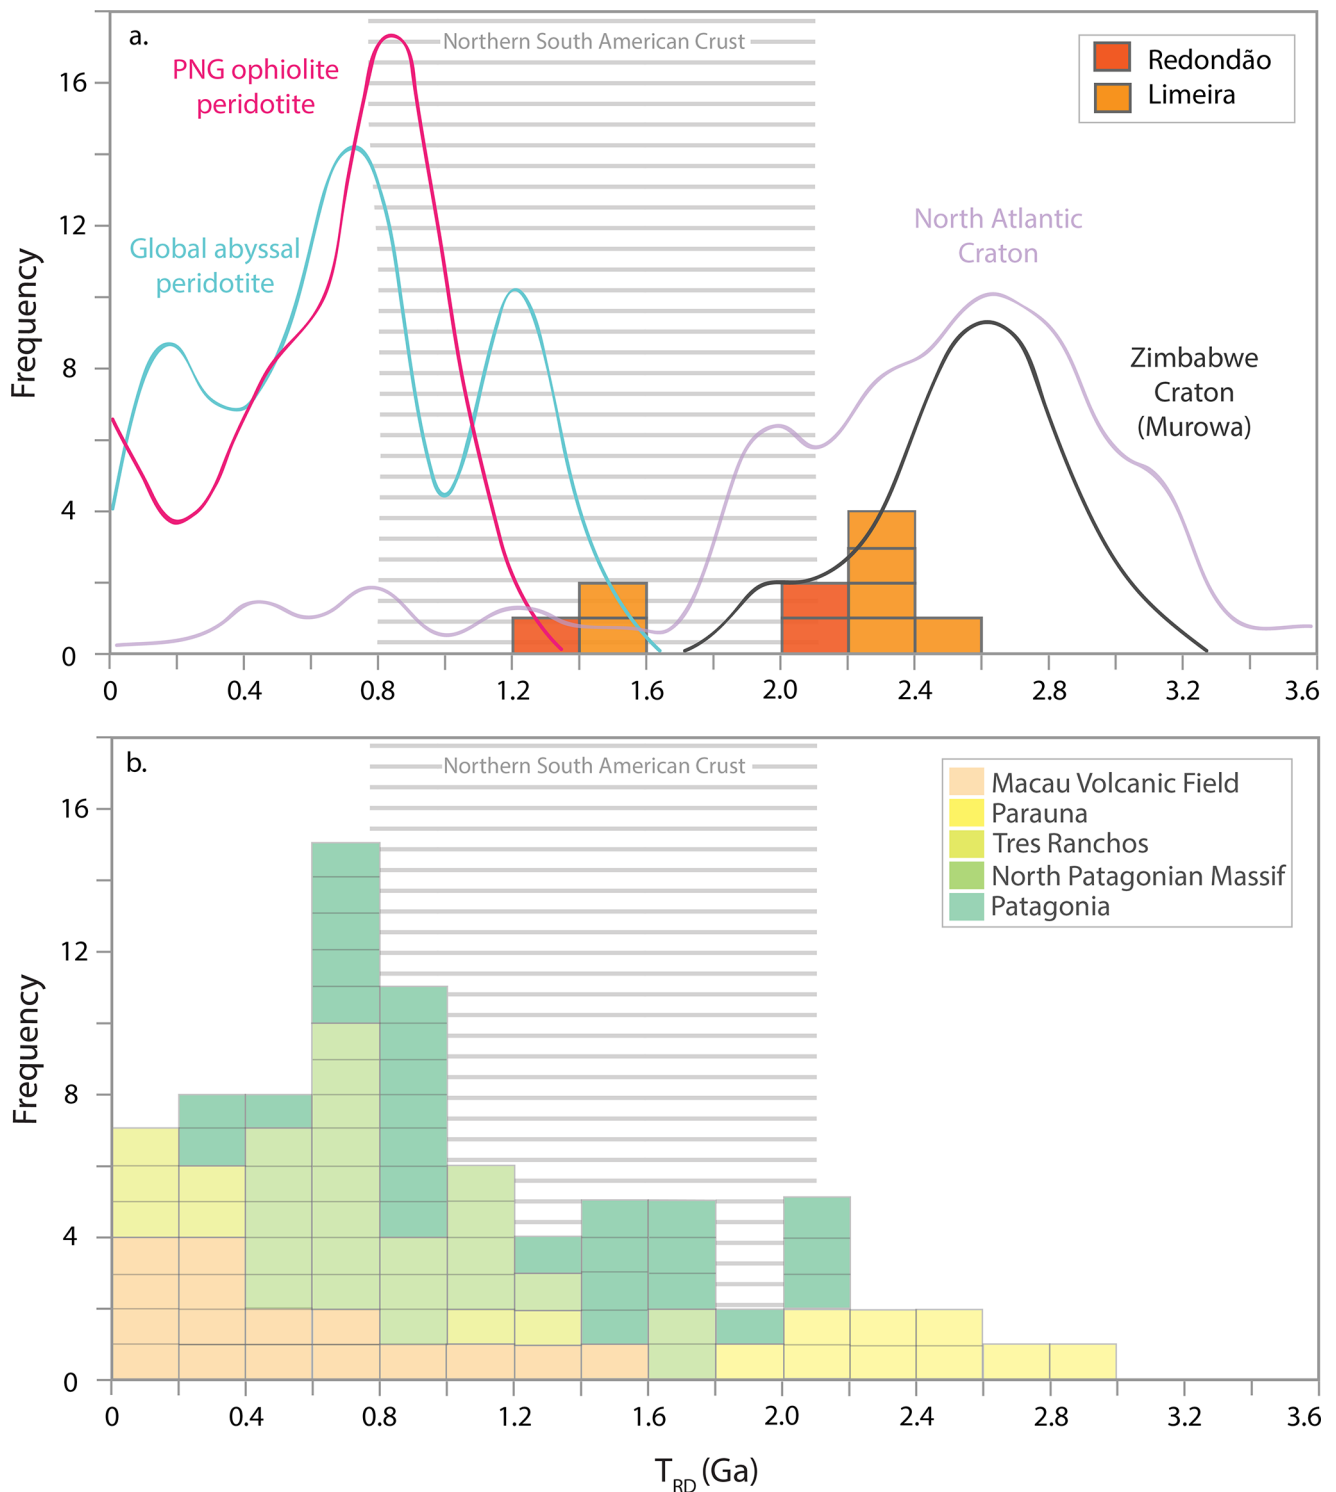 a.
Northern South American Crust
PNG ophiolite
peridotite
Redondão
Limeira
Global abyssal
peridotite
North Atlantic
Craton
Zimbabwe
Craton
(Murowa)
Frequency
16
12
8
4
0
0 0.4 0.8 1.2 1.6 2.0 2.4 2.8 3.2 3.6
b.
Northern South American Crust
Macau Volcanic Field
Parauna
Tres Ranchos
North Patagonian Massif
Patagonia
Frequency
16
12
8
4
0
0 0.4 0.8 1.2 1.6 2.0 2.4 2.8 3.2 3.6
TRD (Ga)